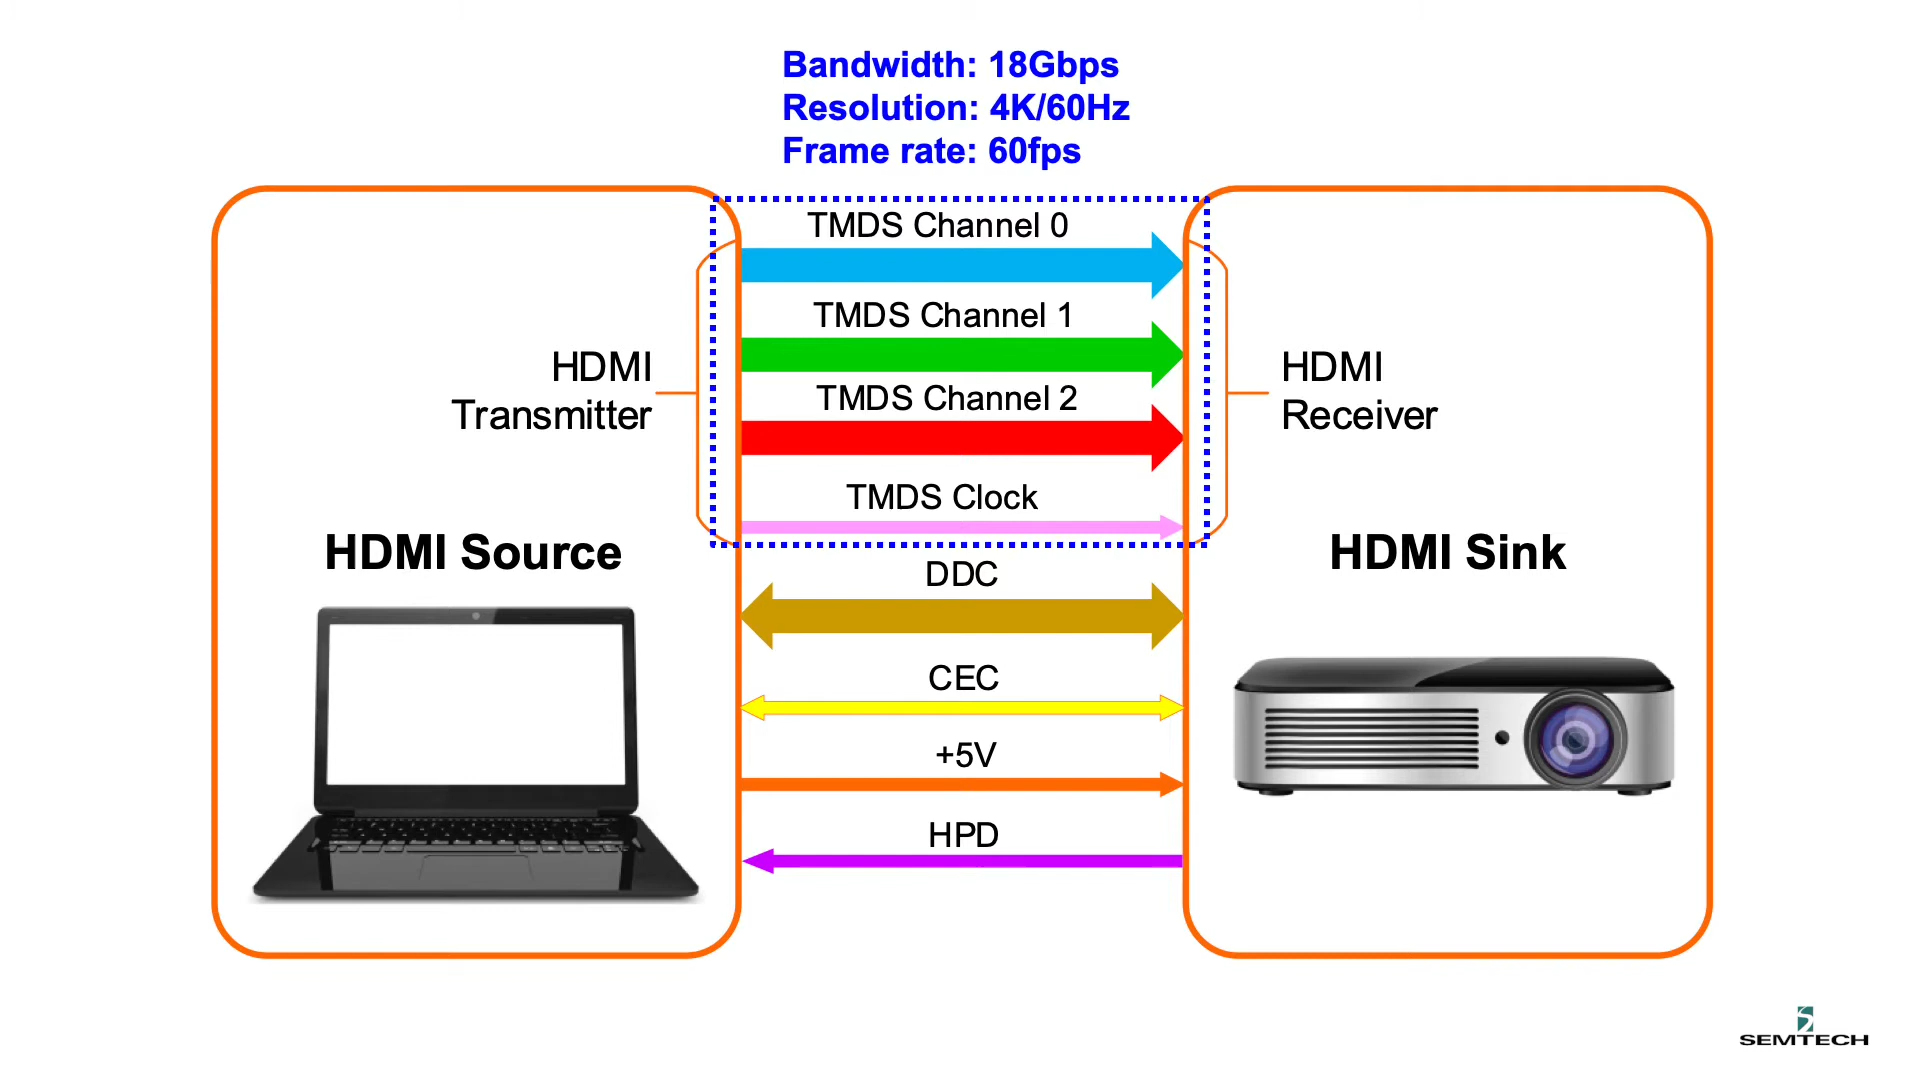 Bandwidth: 18Gbps
Resolution: 4K/60Hz
Frame rate: 60fps
TMDS Channel 0
TMDS Channel 1
TMDS Channel 2
TMDS Clock
HDMI
Transmitter
HDMI
Receiver
HDMI Source
HDMI Sink
DDC
CEC
+5V
HPD
SEMTECH